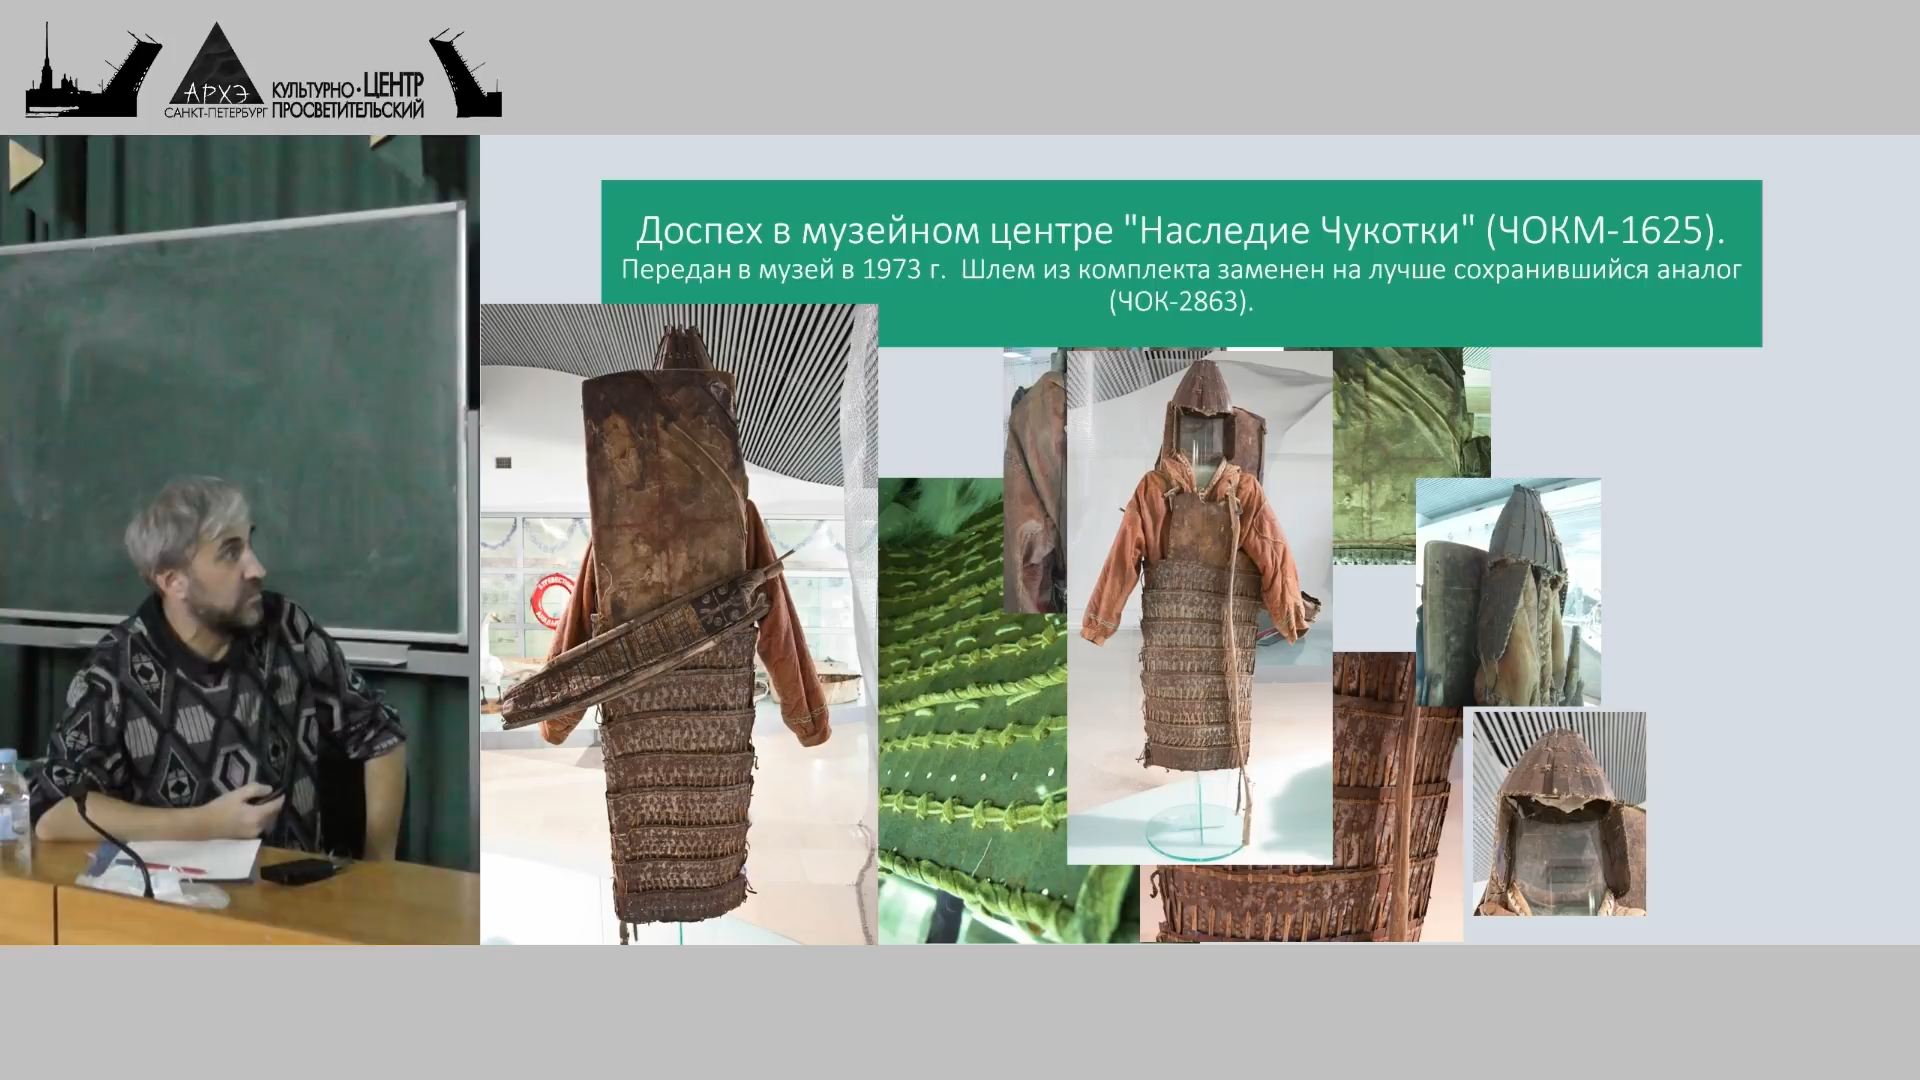 АРХЭ
САНКТ-ПЕТЕРБУРГ
КУЛЬТУРНО·ЦЕНТР
ПРОСВЕТИТЕЛЬСКИЙ
Доспех в музейном центре "Наследие Чукотки" (ЧОКМ-1625).
Передан в музей в 1973 г. Шлем из комплекта заменен на лучше сохранившийся аналог
(ЧОК-2863).